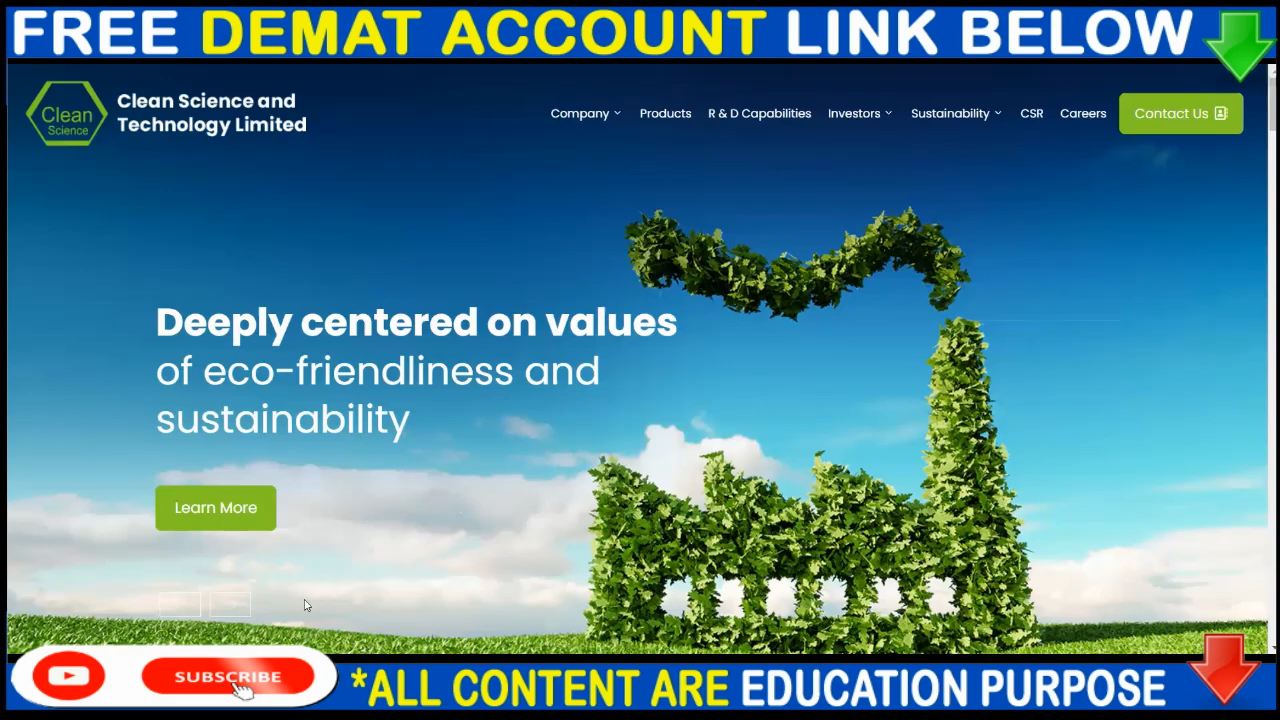 FREE DEMAT ACCOUNT LINK BELOW
Clean Science
Clean Science and
Technology Limited
Company Products R & D Capabilities Investors Sustainability CSR Careers Contact Us
Deeply centered on values
of eco-friendliness and
sustainability
Learn More
SUBSCRIBE
*ALL CONTENT ARE EDUCATION PURPOSE